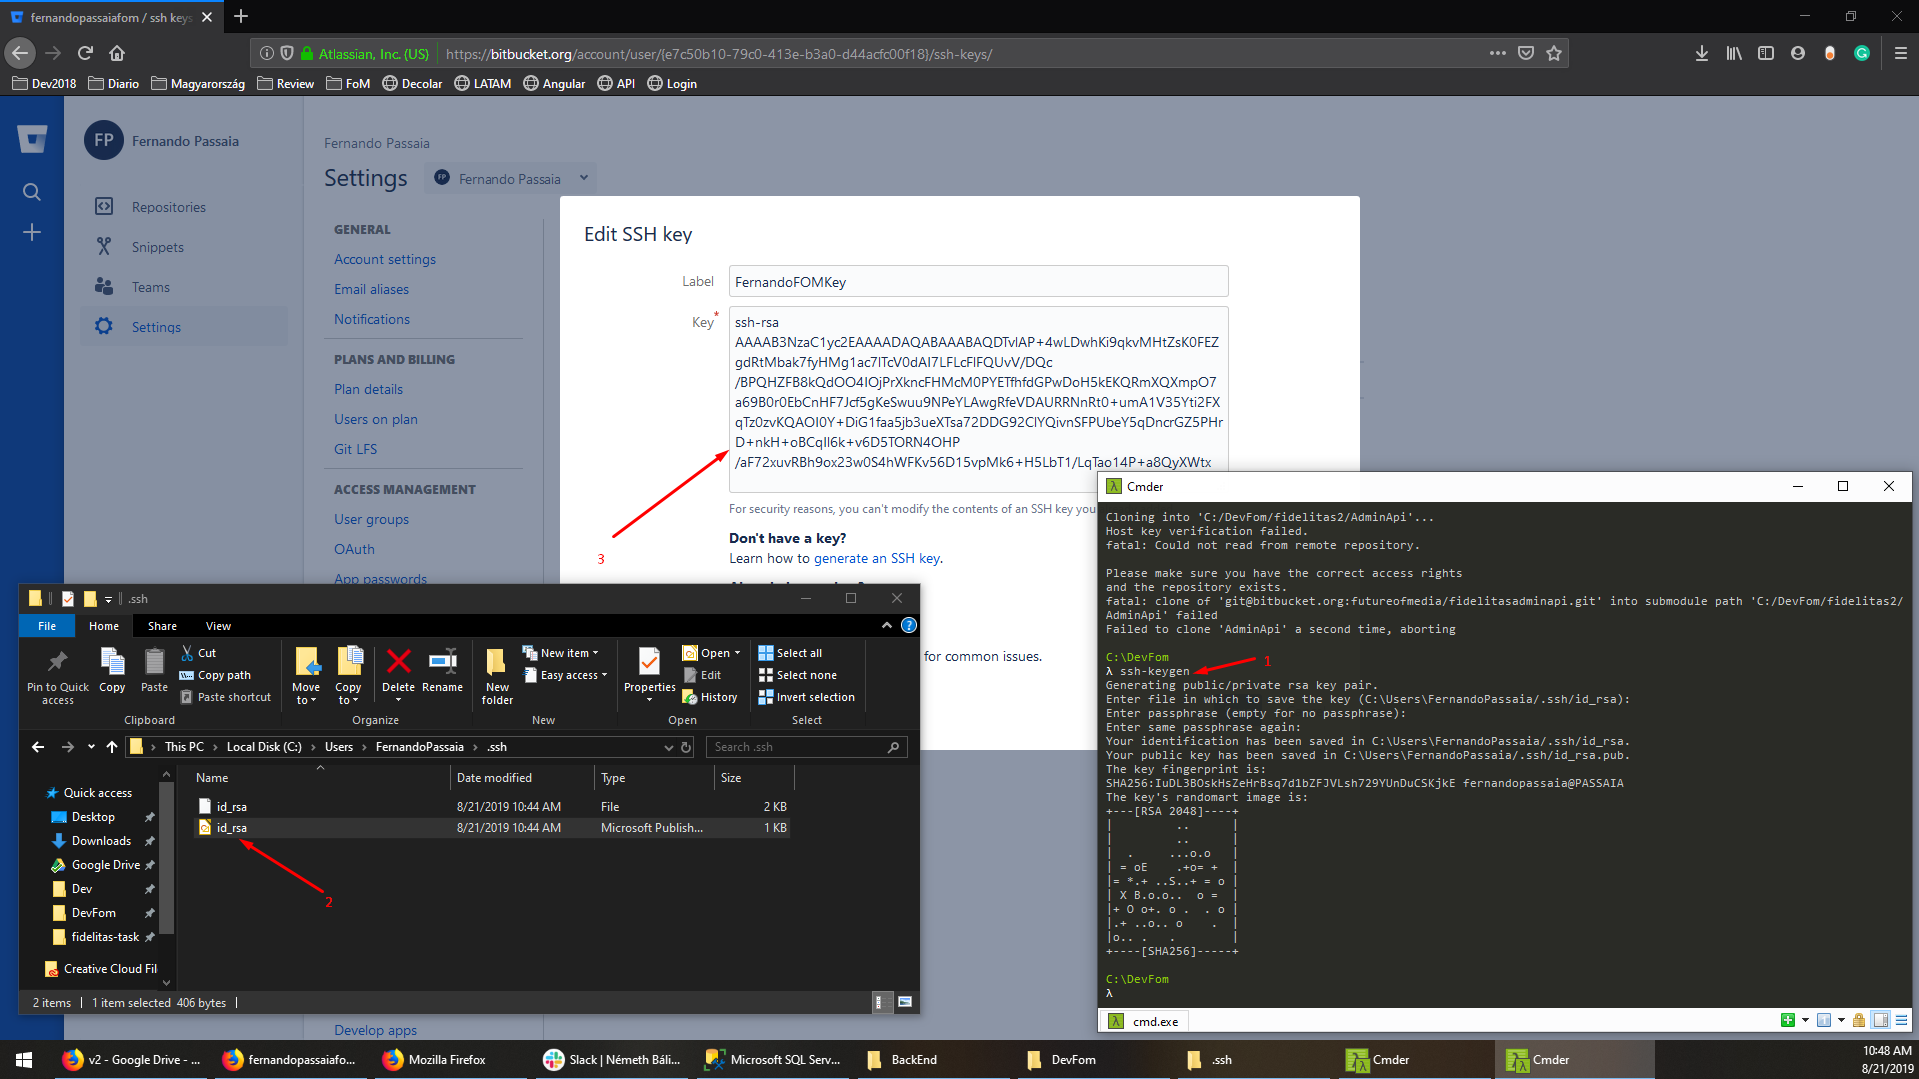 fernandopassaiafom / ssh keys
Atlassian, Inc. (US)
https://bitbucket.org/account/user/{e7c50b10-79c0-413e-b3a0-d44acfc00f18}/ssh-keys/
Dev2018 Diario Magyarország Review FoM Decolar LATAM Angular API Login
FP Fernando Passaia
Repositories
Snippets
Teams
Settings
Fernando Passaia
Settings FP Fernando Passaia
GENERAL
Account settings
Email aliases
Notifications
PLANS AND BILLING
Plan details
Users on plan
Git LFS
ACCESS MANAGEMENT
User groups
OAuth
App passwords
Develop apps
Edit SSH key
Label FernandoFOMKey
Key*
ssh-rsa
AAAAB3NzaC1yc2EAAAADAQABAAABAQDTvIAP+4wLDwhKi9qkvMHtZsK0FEZ
gdRtMbak7fyHMg1ac7lTcV0dAI7LFLcFlFQUvV/DQc
/BPQHZFB8kQdOO4IOjPrXkncFHMcM0PYETfhfdGPwDoH5kEKQRmXQXmpO7
a69B0r0EbCnHF7Jcf5gKeSwuu9NPeYLAwgRfeVDAURRNnRt0+umA1V35Yti2FX
qTz0zvKQAOI0Y+DiG1faa5jb3ueXTsa72DDG92ClYQivnSFPUbeY5qDncrGZ5PHr
D+nkH+oBCqIl6k+v6D5TORN4OHP
/aF72xuvRBh9ox23w0S4hWFKv56D15vpMk6+H5LbT1/LqTao14P+a8QyXWtx
For security reasons, you can't modify the contents of an SSH key you
Don't have a key?
Learn how to generate an SSH key.
for common issues.
3
.ssh
File Home Share View
Pin to Quick access
Copy
Paste
Cut
Copy path
Paste shortcut
Clipboard
Move to
Copy to
Delete
Rename
Organize
New folder
New item
Easy access
New
Properties
Open
Edit
History
Open
Select all
Select none
Invert selection
Select
This PC › Local Disk (C:) › Users › FernandoPassaia › .ssh
Search .ssh
Name Date modified Type Size
id_rsa 8/21/2019 10:44 AM File 2 KB
id_rsa 8/21/2019 10:44 AM Microsoft Publish... 1 KB
2
Quick access
Desktop
Downloads
Google Drive
Dev
DevFom
fidelitas-task
Creative Cloud Fil
2 items 1 item selected 406 bytes
Cmder
Cloning into 'C:/DevFom/fidelitas2/AdminApi'...
Host key verification failed.
fatal: Could not read from remote repository.
Please make sure you have the correct access rights
and the repository exists.
fatal: clone of 'git@bitbucket.org:futureofmedia/fidelitasadminapi.git' into submodule path 'C:/DevFom/fidelitas2/
AdminApi' failed
Failed to clone 'AdminApi' a second time, aborting
C:\DevFom
λ ssh-keygen
1
Generating public/private rsa key pair.
Enter file in which to save the key (C:\Users\FernandoPassaia/.ssh/id_rsa):
Enter passphrase (empty for no passphrase):
Enter same passphrase again:
Your identification has been saved in C:\Users\FernandoPassaia/.ssh/id_rsa.
Your public key has been saved in C:\Users\FernandoPassaia/.ssh/id_rsa.pub.
The key fingerprint is:
SHA256:IuDL3BOskHsZeHrBsq7d1bZFJVLsh729YUnDuCSKjkE fernandopassaia@PASSAIA
The key's randomart image is:
+---[RSA 2048]----+
|         ..      |
|         ..      |
|  .     ...o.o   |
| = oE    .+o= +  |
|= *.+ ..S..+ = o |
| X B.o.o..  o =  |
|+ O o+. o .  . o |
|.+ ..o.. o    .  |
|o.. .   .        |
+----[SHA256]-----+
C:\DevFom
λ
cmd.exe
v2 - Google Drive - ...
fernandopassaiafo...
Mozilla Firefox
Slack | Németh Báli...
Microsoft SQL Serv...
BackEnd
DevFom
.ssh
Cmder
Cmder
10:48 AM
8/21/2019